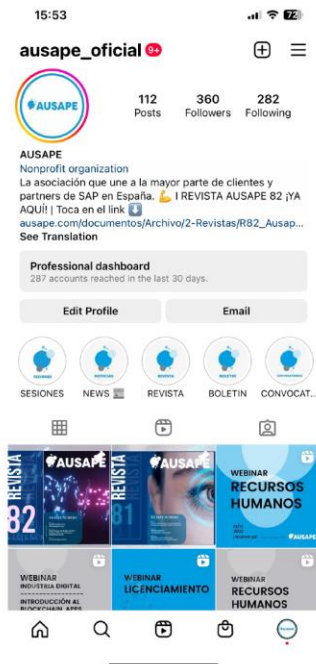 15:53
72
ausape_oficial 9+
AUSAPE
112
Posts
360
Followers
282
Following
AUSAPE
Nonprofit organization
La asociación que une a la mayor parte de clientes y
partners de SAP en España. 💪 I REVISTA AUSAPE 82 ¡YA
AQUÍ! | Toca en el link ⬇️
ausape.com/documentos/Archivo/2-Revistas/R82_Ausap...
See Translation
Professional dashboard
287 accounts reached in the last 30 days.
Edit Profile
Email
SESIONES
NEWS
REVISTA
BOLETIN
CONVOCAT...
REVISTA
82
AUSAPE
REVISTA
81
AUSAPE
WEBINAR
RECURSOS
HUMANOS
AUSAPE
WEBINAR
INDUSTRIA DIGITAL
INTRODUCCIÓN AL
BLOCKCHAIN, APPS
WEBINAR
LICENCIAMIENTO
WEBINAR
RECURSOS
HUMANOS